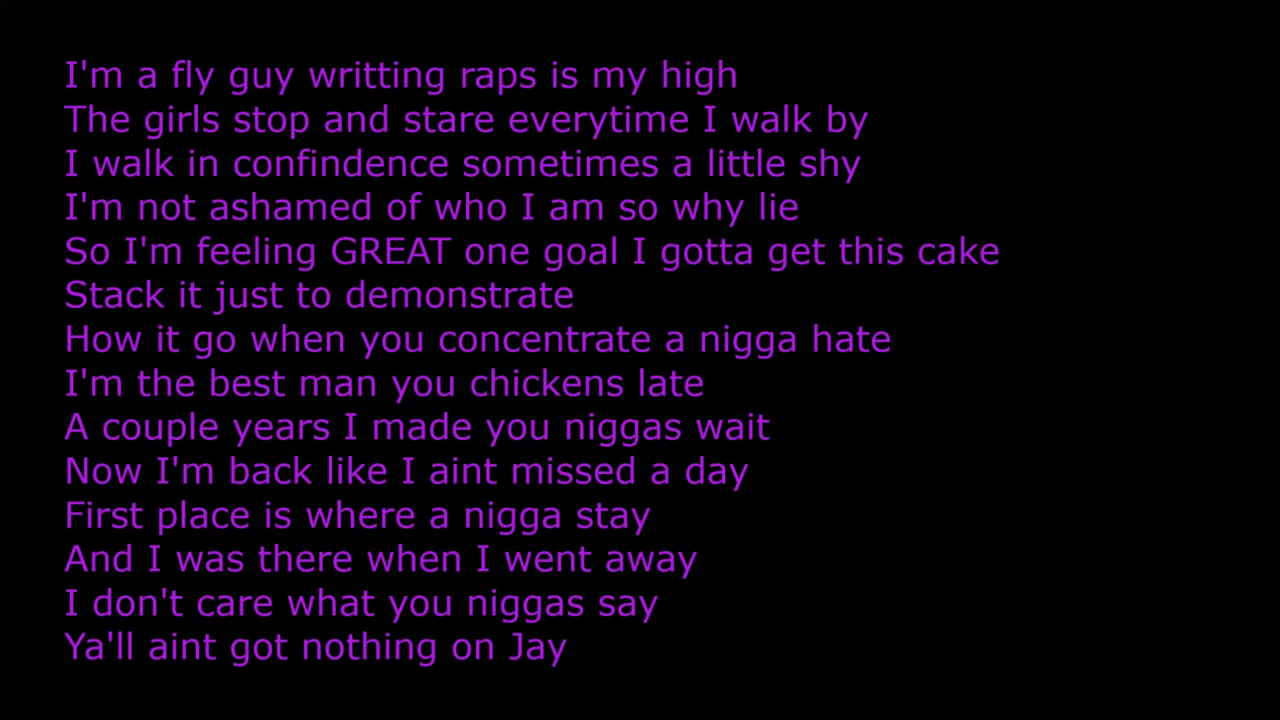 I'm a fly guy writting raps is my high
The girls stop and stare everytime I walk by
I walk in confindence sometimes a little shy
I'm not ashamed of who I am so why lie
So I'm feeling GREAT one goal I gotta get this cake
Stack it just to demonstrate
How it go when you concentrate a nigga hate
I'm the best man you chickens late
A couple years I made you niggas wait
Now I'm back like I aint missed a day
First place is where a nigga stay
And I was there when I went away
I don't care what you niggas say
Ya'll aint got nothing on Jay